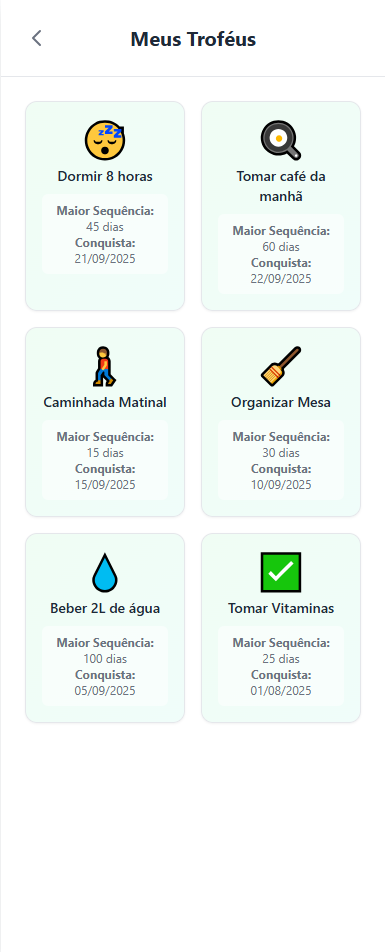 Meus Troféus
Dormir 8 horas
Maior Sequência:
45 dias
Conquista:
21/09/2025
Tomar café da
manhã
Maior Sequência:
60 dias
Conquista:
22/09/2025
Caminhada Matinal
Maior Sequência:
15 dias
Conquista:
15/09/2025
Organizar Mesa
Maior Sequência:
30 dias
Conquista:
10/09/2025
Beber 2L de água
Maior Sequência:
100 dias
Conquista:
05/09/2025
Tomar Vitaminas
Maior Sequência:
25 dias
Conquista:
01/08/2025